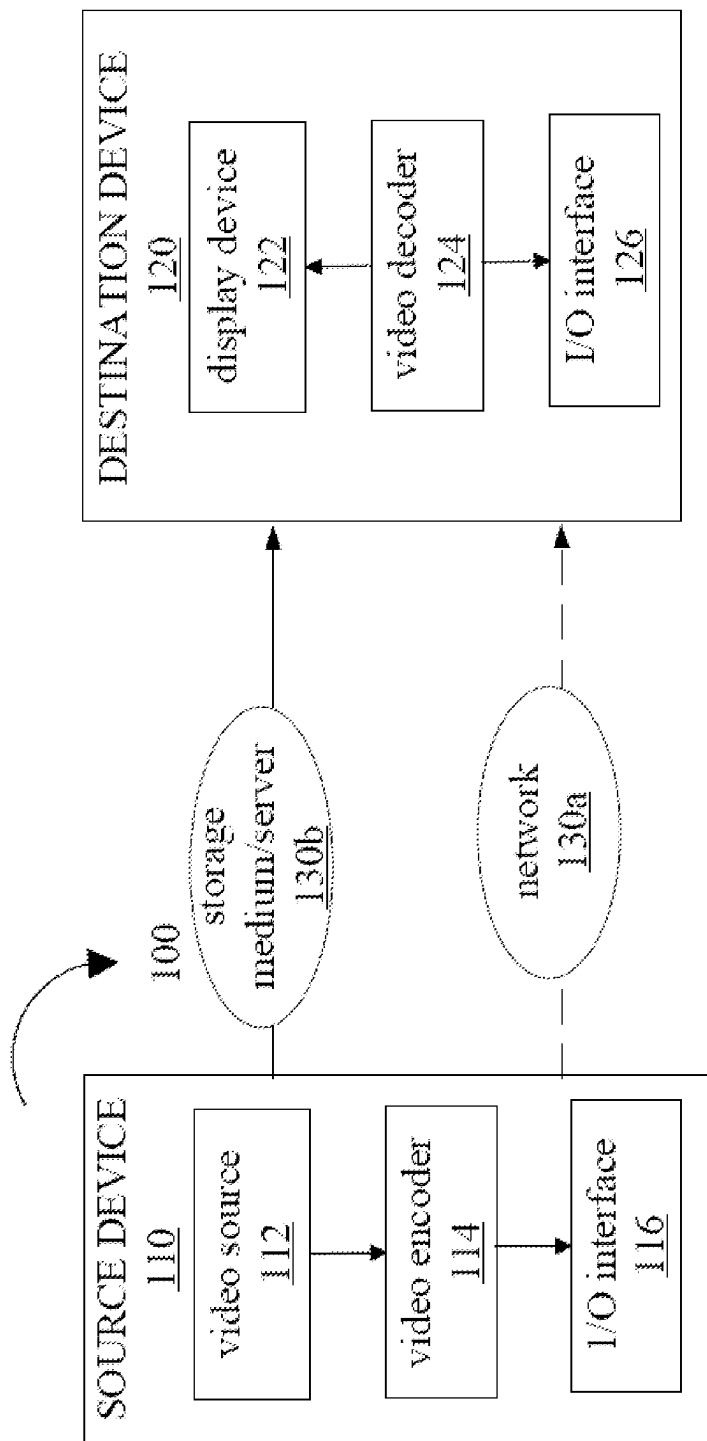 SOURCE DEVICE
110
video source
112
video encoder
114
I/O interface
116
100
storage
medium/server
130b
network
130a
DESTINATION DEVICE
120
display device
122
video decoder
124
I/O interface
126